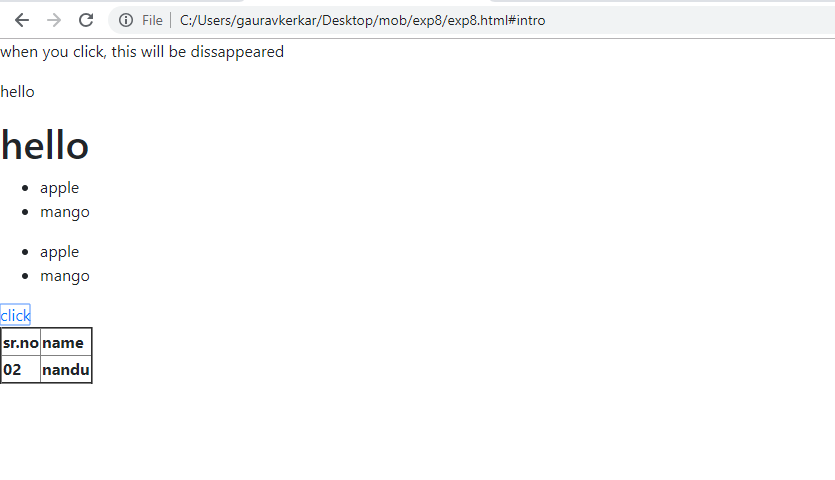 File C:/Users/gauravkerkar/Desktop/mob/exp8/exp8.html#intro
when you click, this will be dissappeared
hello
hello
apple
mango
apple
mango
click
sr.no name
02 nandu